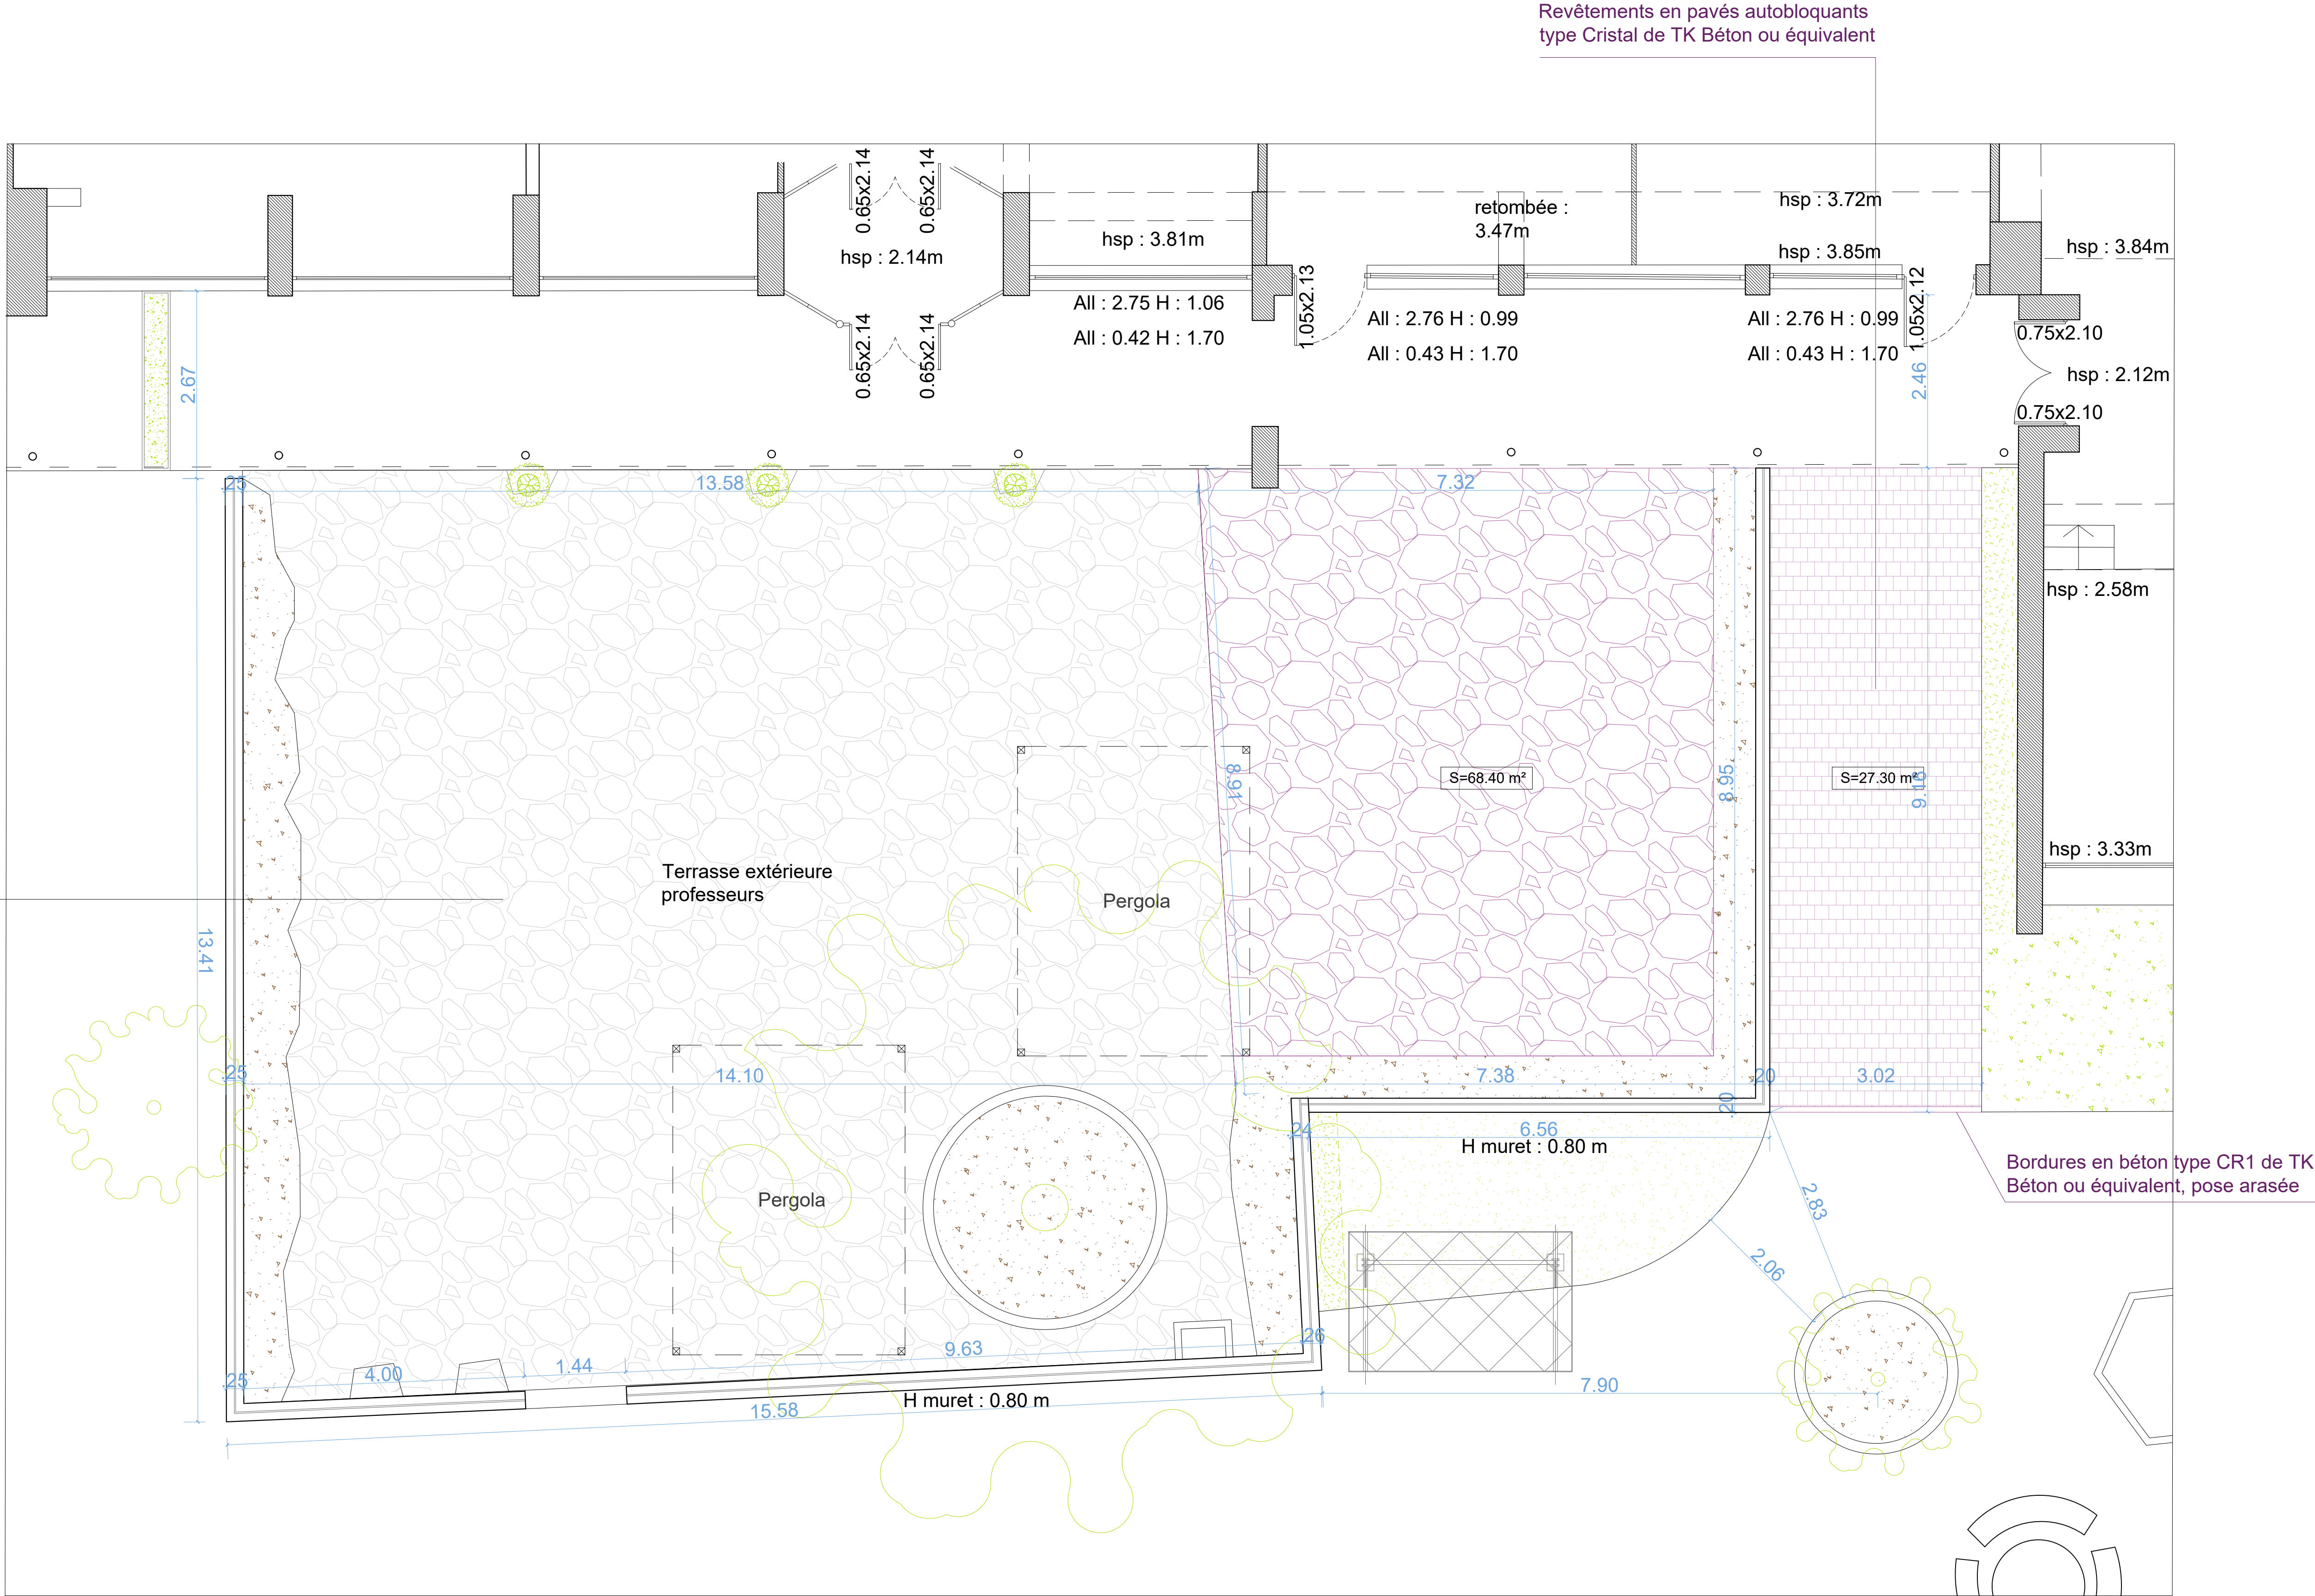 Revêtements en pavés autobloquants
type Cristal de TK Béton ou équivalent
0.65x2.14
0.65x2.14
hsp : 2.14m
0.65x2.14
0.65x2.14
hsp : 3.81m
All : 2.75 H : 1.06
All : 0.42 H : 1.70
1.05x2.13
retombée :
3.47m
All : 2.76 H : 0.99
All : 0.43 H : 1.70
hsp : 3.72m
hsp : 3.85m
All : 2.76 H : 0.99
All : 0.43 H : 1.70
1.05x2.12
hsp : 3.84m
0.75x2.10
hsp : 2.12m
0.75x2.10
2.67
2.46
.25
13.58
7.32
hsp : 2.58m
8.91
S=68.40 m²
8.95
S=27.30 m²
9.16
hsp : 3.33m
Terrasse extérieure
professeurs
Pergola
13.41
.25
14.10
7.38
.20
3.02
.20
.24
6.56
H muret : 0.80 m
Bordures en béton type CR1 de TK
Béton ou équivalent, pose arasée
Pergola
2.83
2.06
.26
9.63
1.44
4.00
.25
7.90
H muret : 0.80 m
15.58